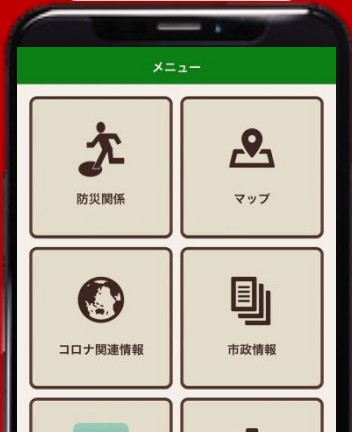 メニュー
防災関係
マップ
コロナ関連情報
市政情報